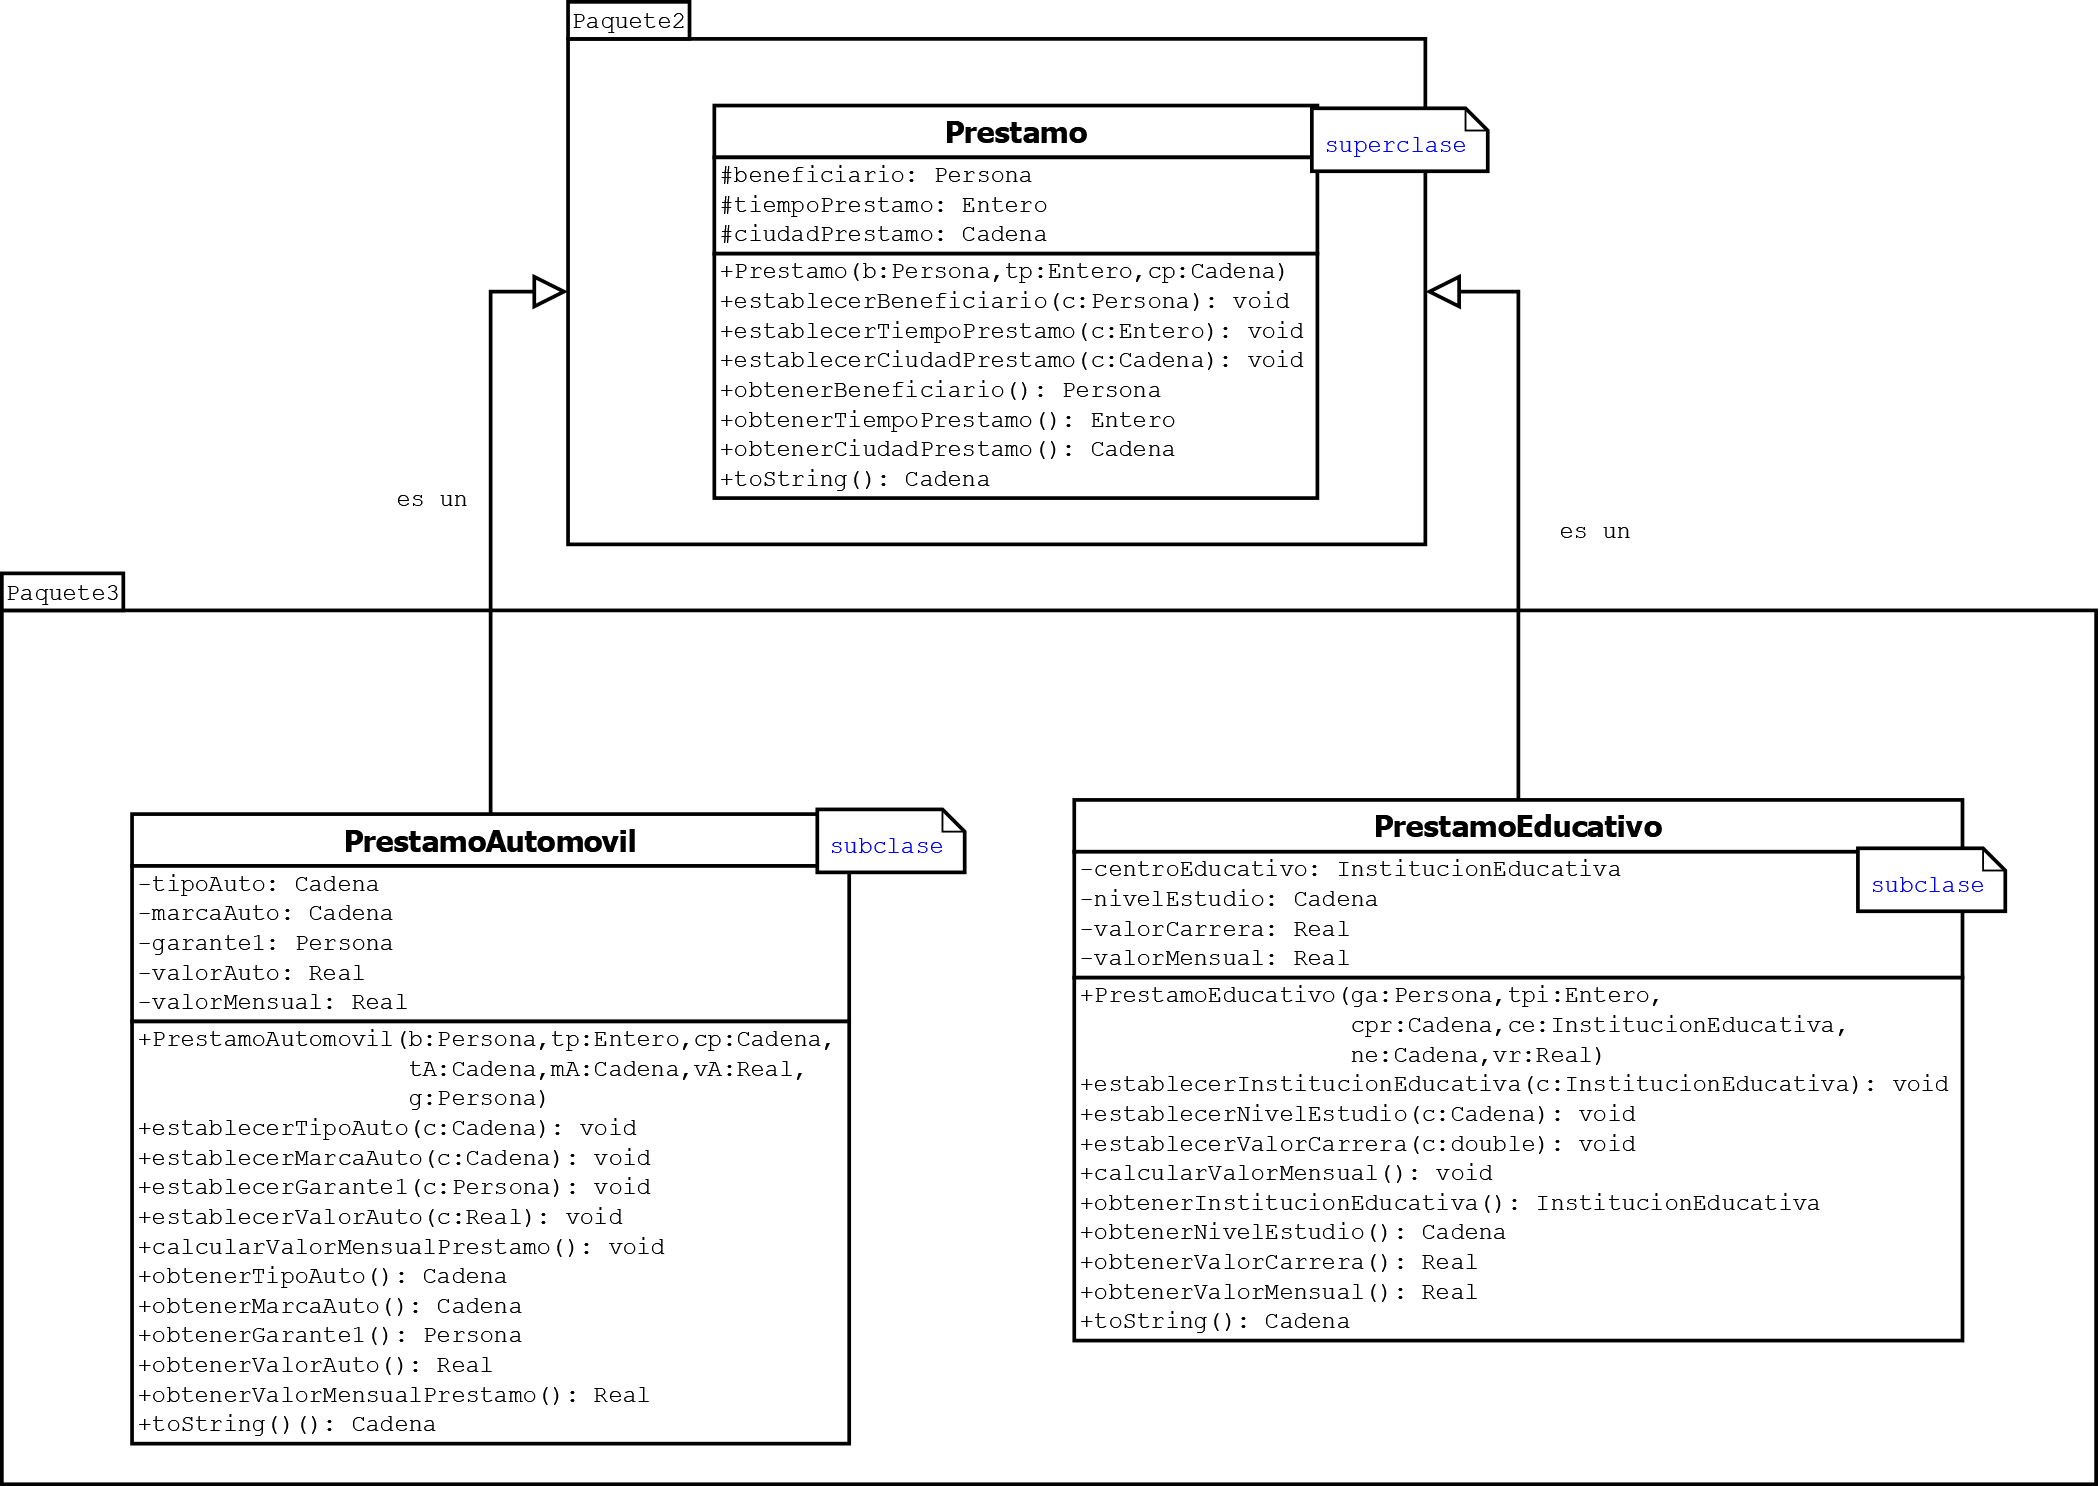 Paquete2
Prestamo
superclase
#beneficiario: Persona
#tiempoPrestamo: Entero
#ciudadPrestamo: Cadena
+Prestamo(b:Persona,tp:Entero,cp:Cadena)
+establecerBeneficiario(c:Persona): void
+establecerTiempoPrestamo(c:Entero): void
+establecerCiudadPrestamo(c:Cadena): void
+obtenerBeneficiario(): Persona
+obtenerTiempoPrestamo(): Entero
+obtenerCiudadPrestamo(): Cadena
+toString(): Cadena
es un
es un
Paquete3
PrestamoAutomovil
subclase
-tipoAuto: Cadena
-marcaAuto: Cadena
-garante1: Persona
-valorAuto: Real
-valorMensual: Real
+PrestamoAutomovil(b:Persona,tp:Entero,cp:Cadena,
tA:Cadena,mA:Cadena,vA:Real,
g:Persona)
+establecerTipoAuto(c:Cadena): void
+establecerMarcaAuto(c:Cadena): void
+establecerGarante1(c:Persona): void
+establecerValorAuto(c:Real): void
+calcularValorMensualPrestamo(): void
+obtenerTipoAuto(): Cadena
+obtenerMarcaAuto(): Cadena
+obtenerGarante1(): Persona
+obtenerValorAuto(): Real
+obtenerValorMensualPrestamo(): Real
+toString()(): Cadena
PrestamoEducativo
subclase
-centroEducativo: InstitucionEducativa
-nivelEstudio: Cadena
-valorCarrera: Real
-valorMensual: Real
+PrestamoEducativo(ga:Persona,tpi:Entero,
cpr:Cadena,ce:InstitucionEducativa,
ne:Cadena,vr:Real)
+establecerInstitucionEducativa(c:InstitucionEducativa): void
+establecerNivelEstudio(c:Cadena): void
+establecerValorCarrera(c:double): void
+calcularValorMensual(): void
+obtenerInstitucionEducativa(): InstitucionEducativa
+obtenerNivelEstudio(): Cadena
+obtenerValorCarrera(): Real
+obtenerValorMensual(): Real
+toString(): Cadena